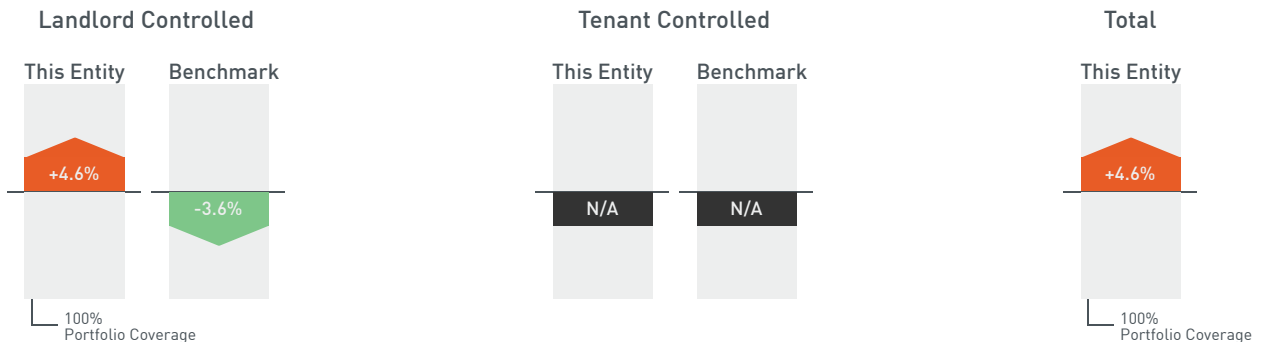 Landlord Controlled
Tenant Controlled
Total
This Entity
Benchmark
This Entity
Benchmark
This Entity
+4.6%
-3.6%
N/A
N/A
+4.6%
100%
Portfolio Coverage
100%
Portfolio Coverage